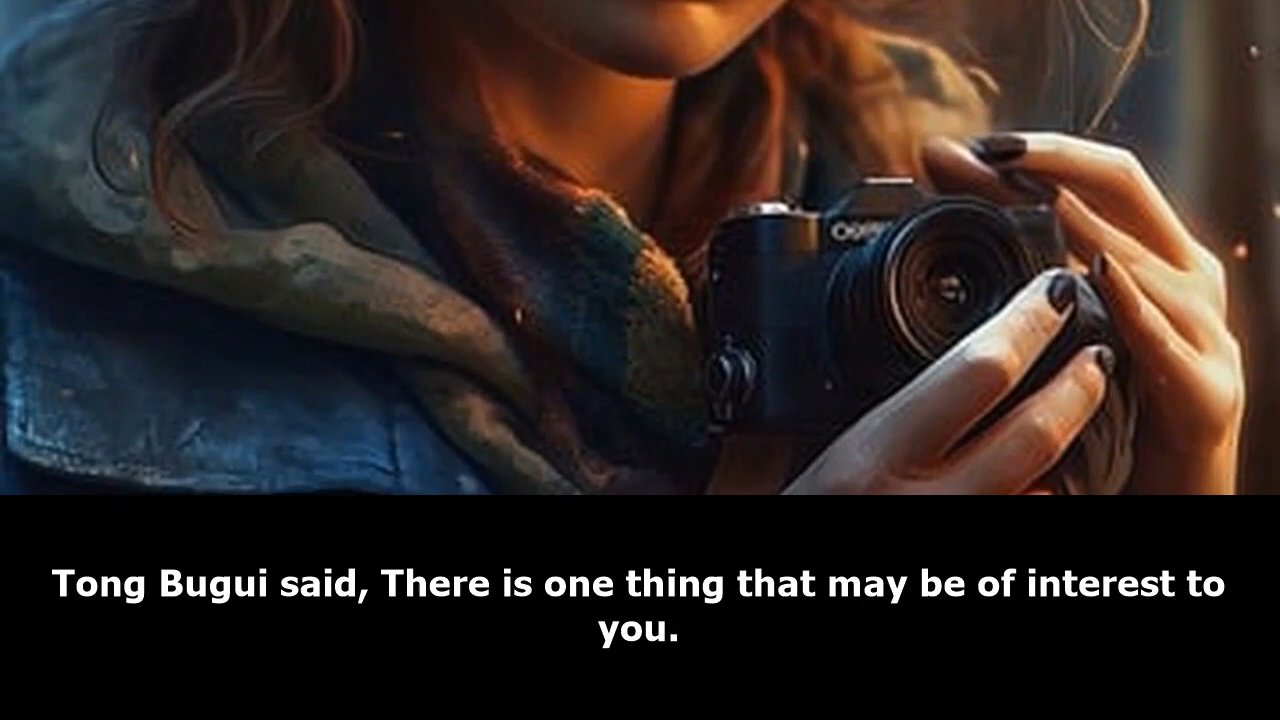 Tong Bugui said, There is one thing that may be of interest to
you.